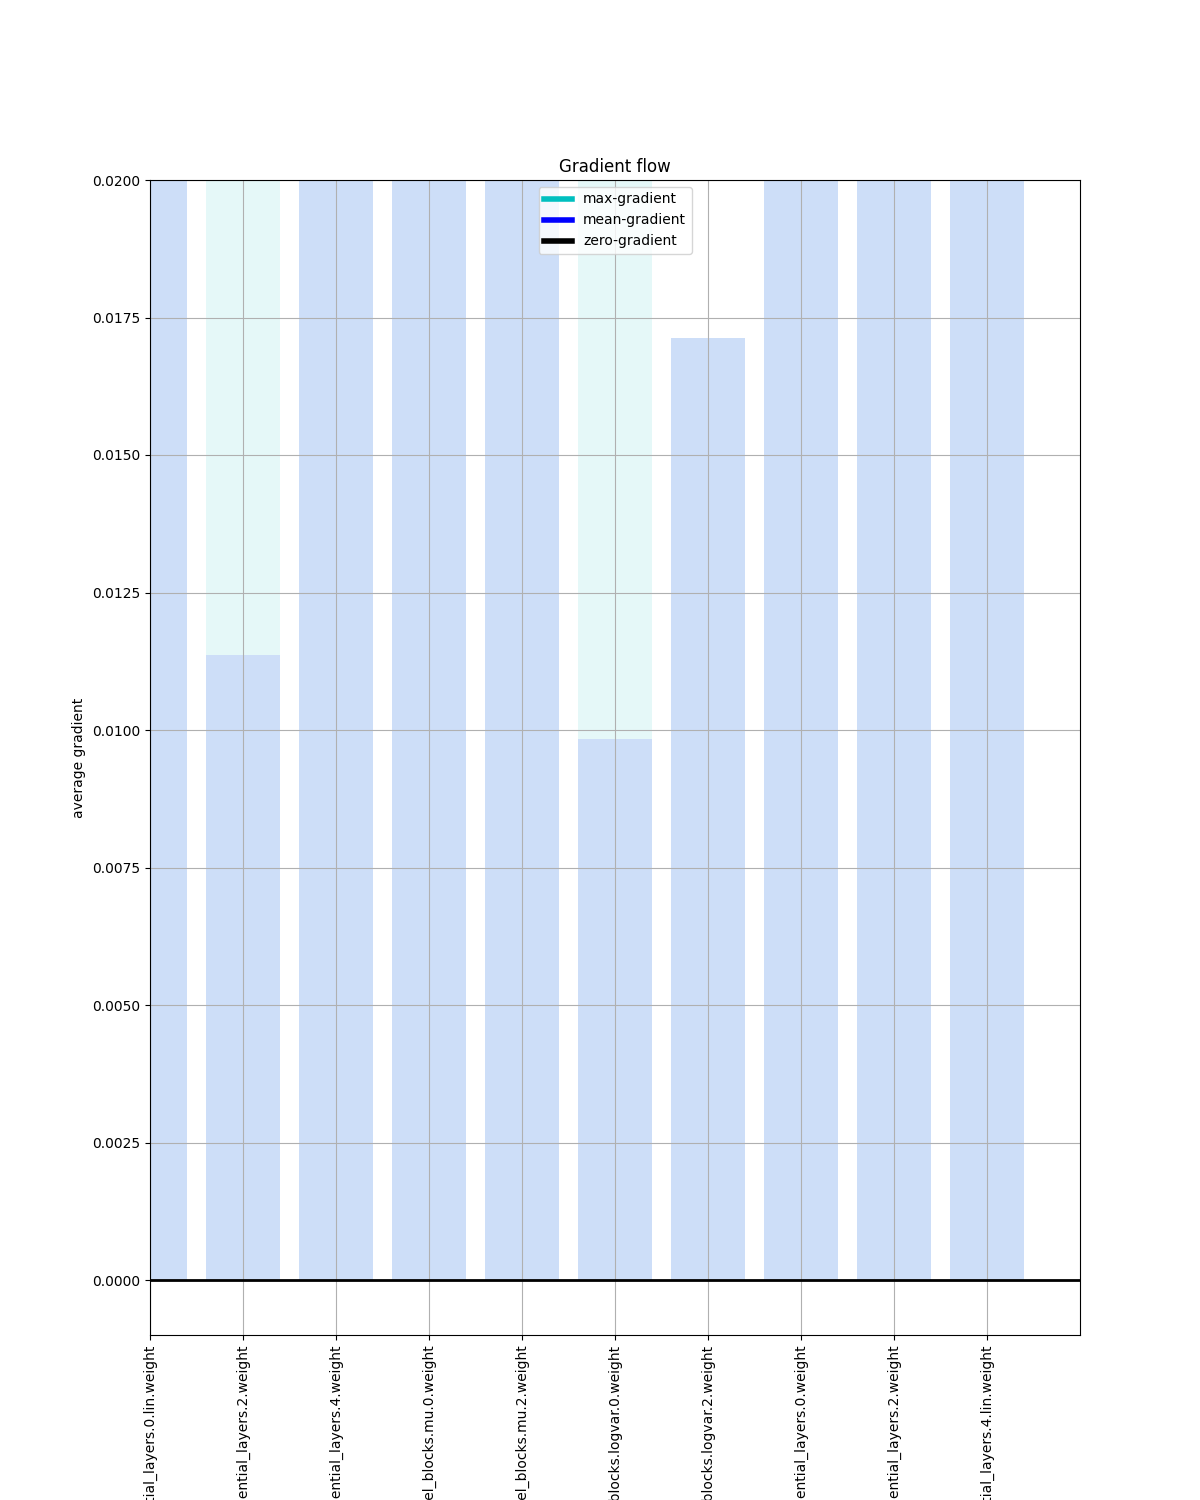 Gradient flow
max-gradient
mean-gradient
zero-gradient
0.0200
0.0175
0.0150
0.0125
0.0100
0.0075
0.0050
0.0025
0.0000
average gradient
tial_layers.0.lin.weight
ential_layers.2.weight
ential_layers.4.weight
el_blocks.mu.0.weight
el_blocks.mu.2.weight
blocks.logvar.0.weight
blocks.logvar.2.weight
ential_layers.0.weight
ential_layers.2.weight
tial_layers.4.lin.weight